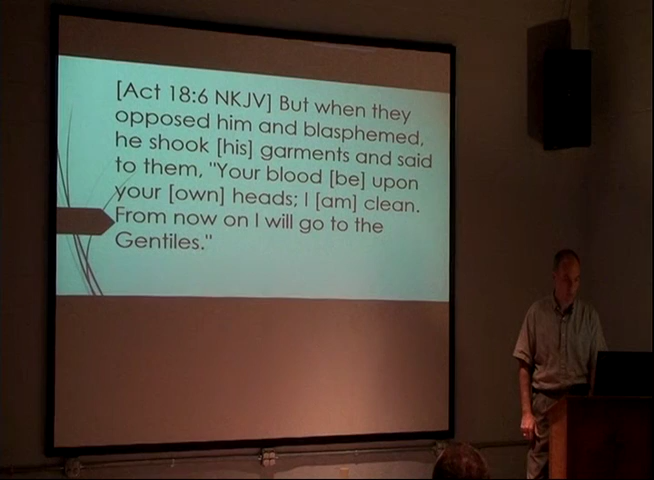 [Act 18:6 NKJV] But when they
opposed him and blasphemed,
he shook [his] garments and said
to them, "Your blood [be] upon
your [own] heads; I [am] clean.
From now on I will go to the
Gentiles."